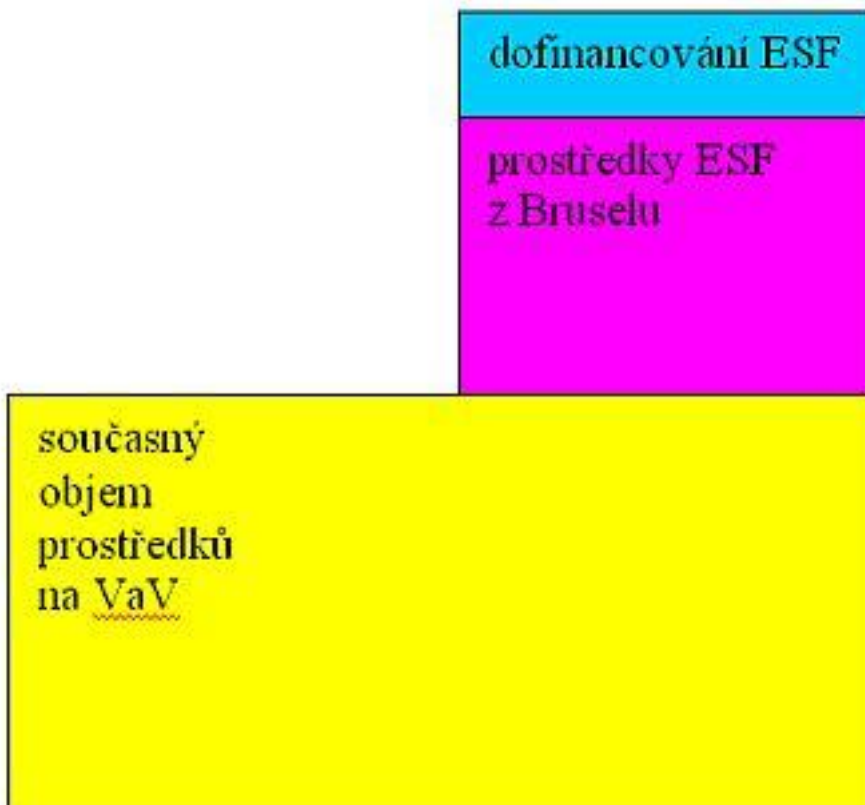 dofinancování ESF
prostředky ESF
z Bruselu
současný
objem
prostředků
na VaV